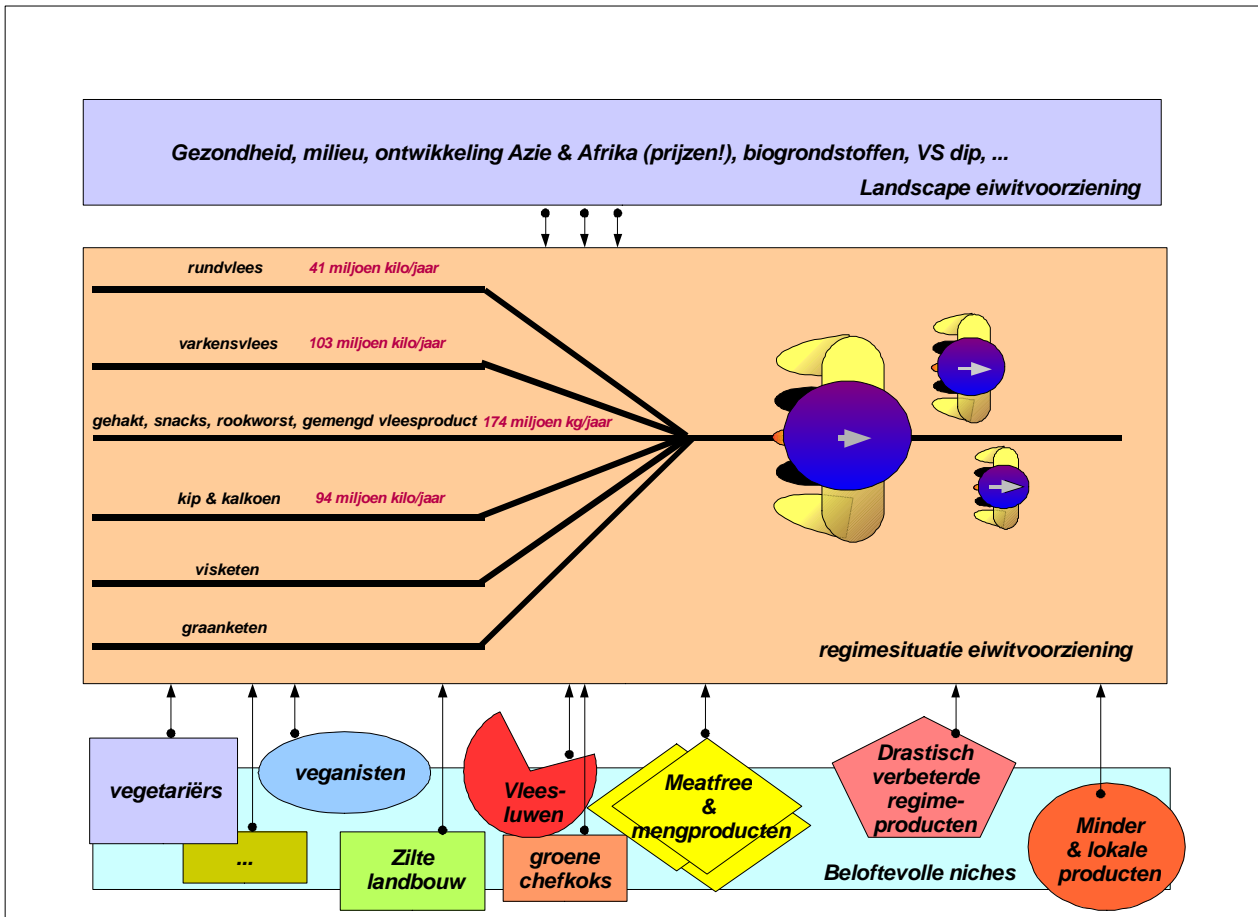 Gezondheid, milieu, ontwikkeling Azie & Afrika (prijzen!), biogrondstoffen, VS dip, ...
Landscape eiwitvoorziening
rundvlees 41 miljoen kilo/jaar
varkensvlees 103 miljoen kilo/jaar
gehakt, snacks, rookworst, gemengd vleesproduct 174 miljoen kg/jaar
kip & kalkoen 94 miljoen kilo/jaar
visketen
graanketen
regimesituatie eiwitvoorziening
vegetariërs
...
veganisten
Zilte
landbouw
Vlees-
luwen
groene
chefkoks
Meatfree
&
mengproducten
Drastisch
verbeterde
regime-
producten
Minder
& lokale
producten
Beloftevolle niches